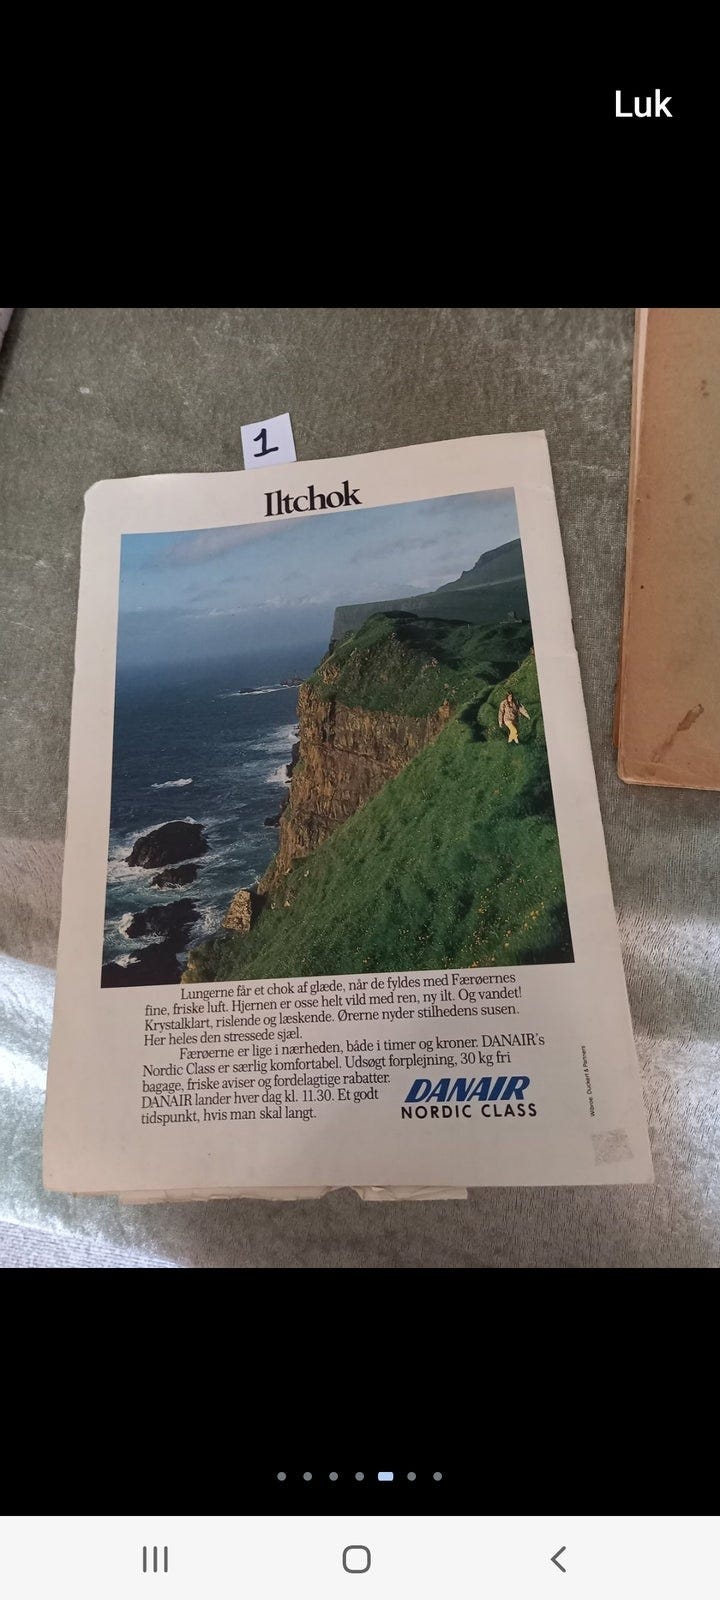 Luk
1
Iltchok
Lungerne får et chok af glæde, når de fyldes med Færøernes
fine, friske luft. Hjernen er osse helt vild med ren, ny ilt. Og vandet!
Krystalklart, rislende og læskende. Ørerne nyder stilhedens susen.
Her heles den stressede sjæl.
Færøerne er lige i nærheden, både i timer og kroner. DANAIR's
Nordic Class er særlig komfortabel. Udsøgt forplejning, 30 kg fri
bagage, friske aviser og fordelagtige rabatter.
DANAIR lander hver dag kl. 11.30. Et godt
tidspunkt, hvis man skal langt.
DANAIR
NORDIC CLASS
& Partners